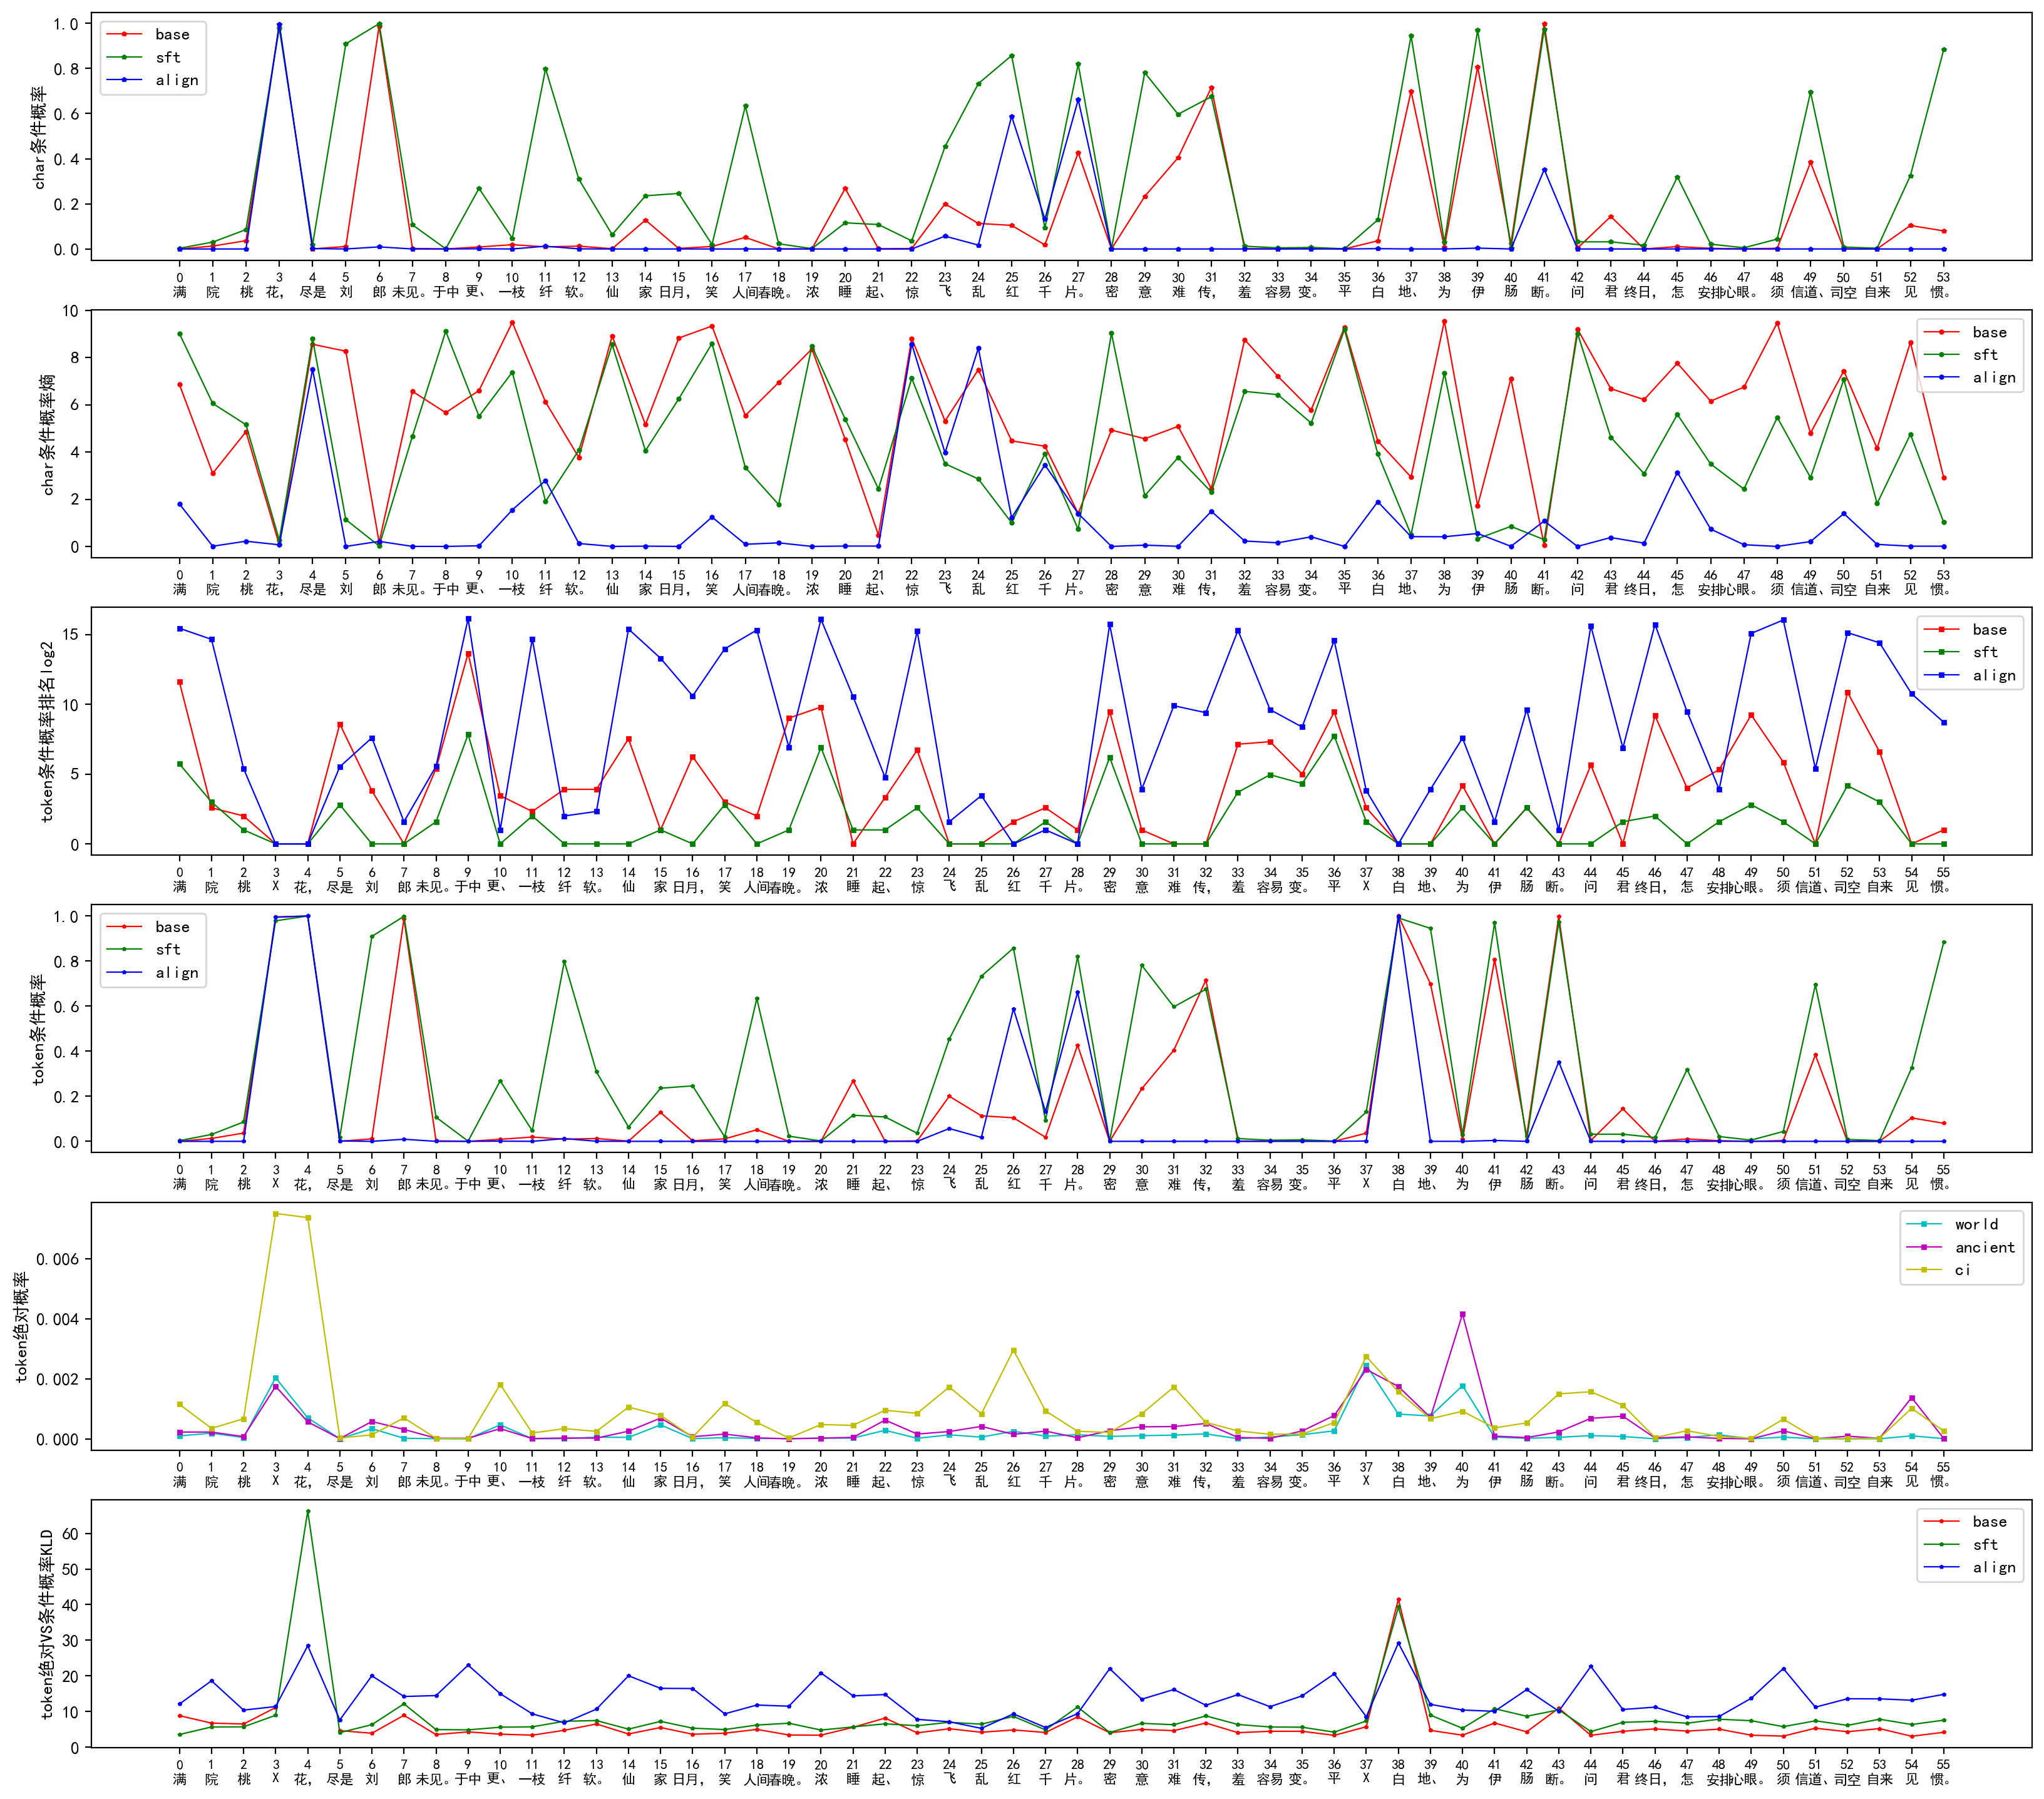 char条件概率
1.0
0.8
0.6
0.4
0.2
0.0
base
sft
align
0 1 2 3 4 5 6 7 8 9 10 11 12 13 14 15 16 17 18 19 20 21 22 23 24 25 26 27 28 29 30 31 32 33 34 35 36 37 38 39 40 41 42 43 44 45 46 47 48 49 50 51 52 53
满 院 桃 花, 尽是 刘 郎 未见。于中 更、 一枝 纤 软。 仙 家 日月, 笑 人间春晚。 浓 睡 起、 惊 飞 乱 红 千 片。 密 意 难 传, 羞 容易 变。 平 白 地、 为 伊 肠 断。 问 君 终日, 怎 安排心眼。 须 信道、司空 自来 见 惯。
char条件概率熵
10
8
6
4
2
0
base
sft
align
0 1 2 3 4 5 6 7 8 9 10 11 12 13 14 15 16 17 18 19 20 21 22 23 24 25 26 27 28 29 30 31 32 33 34 35 36 37 38 39 40 41 42 43 44 45 46 47 48 49 50 51 52 53
满 院 桃 花, 尽是 刘 郎 未见。于中 更、 一枝 纤 软。 仙 家 日月, 笑 人间春晚。 浓 睡 起、 惊 飞 乱 红 千 片。 密 意 难 传, 羞 容易 变。 平 白 地、 为 伊 肠 断。 问 君 终日, 怎 安排心眼。 须 信道、司空 自来 见 惯。
token条件概率排名log2
15
10
5
0
base
sft
align
0 1 2 3 4 5 6 7 8 9 10 11 12 13 14 15 16 17 18 19 20 21 22 23 24 25 26 27 28 29 30 31 32 33 34 35 36 37 38 39 40 41 42 43 44 45 46 47 48 49 50 51 52 53 54 55
满 院 桃 X 花, 尽是 刘 郎 未见。于中 更、 一枝 纤 软。 仙 家 日月, 笑 人间春晚。 浓 睡 起、 惊 飞 乱 红 千 片。 密 意 难 传, 羞 容易 变。 平 X 白 地、 为 伊 肠 断。 问 君 终日, 怎 安排心眼。 须 信道、司空 自来 见 惯。
token条件概率
1.0
0.8
0.6
0.4
0.2
0.0
base
sft
align
0 1 2 3 4 5 6 7 8 9 10 11 12 13 14 15 16 17 18 19 20 21 22 23 24 25 26 27 28 29 30 31 32 33 34 35 36 37 38 39 40 41 42 43 44 45 46 47 48 49 50 51 52 53 54 55
满 院 桃 X 花, 尽是 刘 郎 未见。于中 更、 一枝 纤 软。 仙 家 日月, 笑 人间春晚。 浓 睡 起、 惊 飞 乱 红 千 片。 密 意 难 传, 羞 容易 变。 平 X 白 地、 为 伊 肠 断。 问 君 终日, 怎 安排心眼。 须 信道、司空 自来 见 惯。
token绝对概率
0.006
0.004
0.002
0.000
world
ancient
ci
0 1 2 3 4 5 6 7 8 9 10 11 12 13 14 15 16 17 18 19 20 21 22 23 24 25 26 27 28 29 30 31 32 33 34 35 36 37 38 39 40 41 42 43 44 45 46 47 48 49 50 51 52 53 54 55
满 院 桃 X 花, 尽是 刘 郎 未见。于中 更、 一枝 纤 软。 仙 家 日月, 笑 人间春晚。 浓 睡 起、 惊 飞 乱 红 千 片。 密 意 难 传, 羞 容易 变。 平 X 白 地、 为 伊 肠 断。 问 君 终日, 怎 安排心眼。 须 信道、司空 自来 见 惯。
token绝对VS条件概率KLD
60
50
40
30
20
10
0
base
sft
align
0 1 2 3 4 5 6 7 8 9 10 11 12 13 14 15 16 17 18 19 20 21 22 23 24 25 26 27 28 29 30 31 32 33 34 35 36 37 38 39 40 41 42 43 44 45 46 47 48 49 50 51 52 53 54 55
满 院 桃 X 花, 尽是 刘 郎 未见。于中 更、 一枝 纤 软。 仙 家 日月, 笑 人间春晚。 浓 睡 起、 惊 飞 乱 红 千 片。 密 意 难 传, 羞 容易 变。 平 X 白 地、 为 伊 肠 断。 问 君 终日, 怎 安排心眼。 须 信道、司空 自来 见 惯。